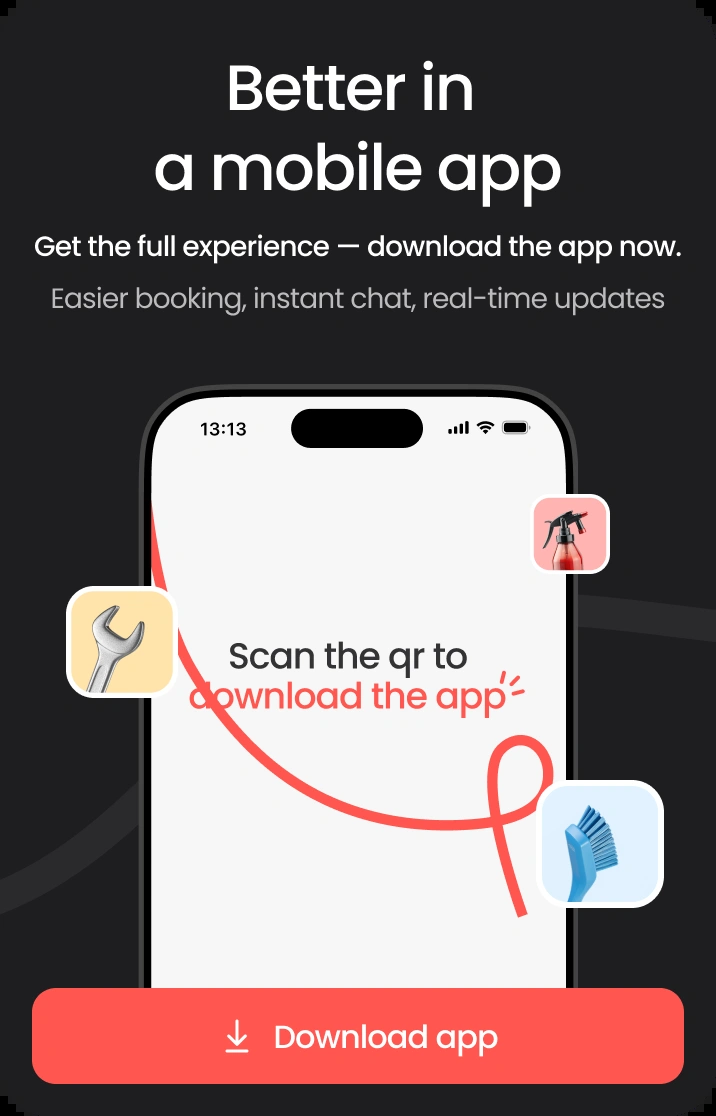 Better in
a mobile app
Get the full experience — download the app now.
Easier booking, instant chat, real-time updates
13:13
Scan the qr to
download the app
Download app